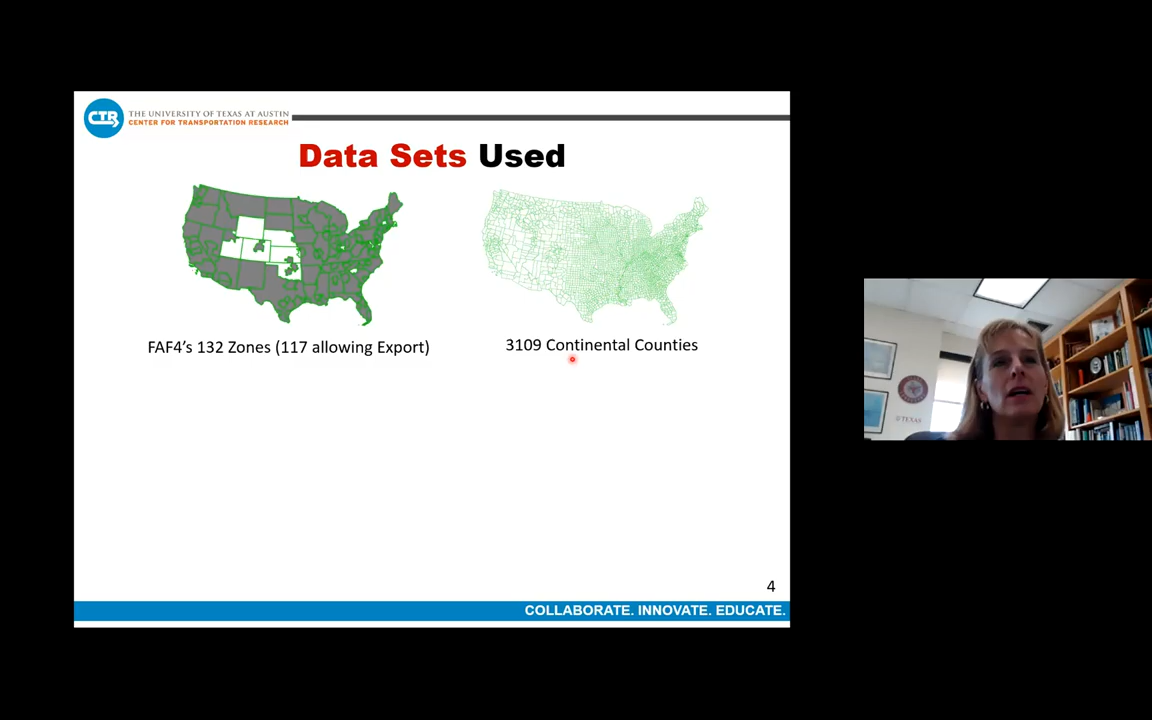 CTR
THE UNIVERSITY OF TEXAS AT AUSTIN
CENTER FOR TRANSPORTATION RESEARCH
Data Sets Used
FAF4's 132 Zones (117 allowing Export)
3109 Continental Counties
TEXAS
4
COLLABORATE. INNOVATE. EDUCATE.